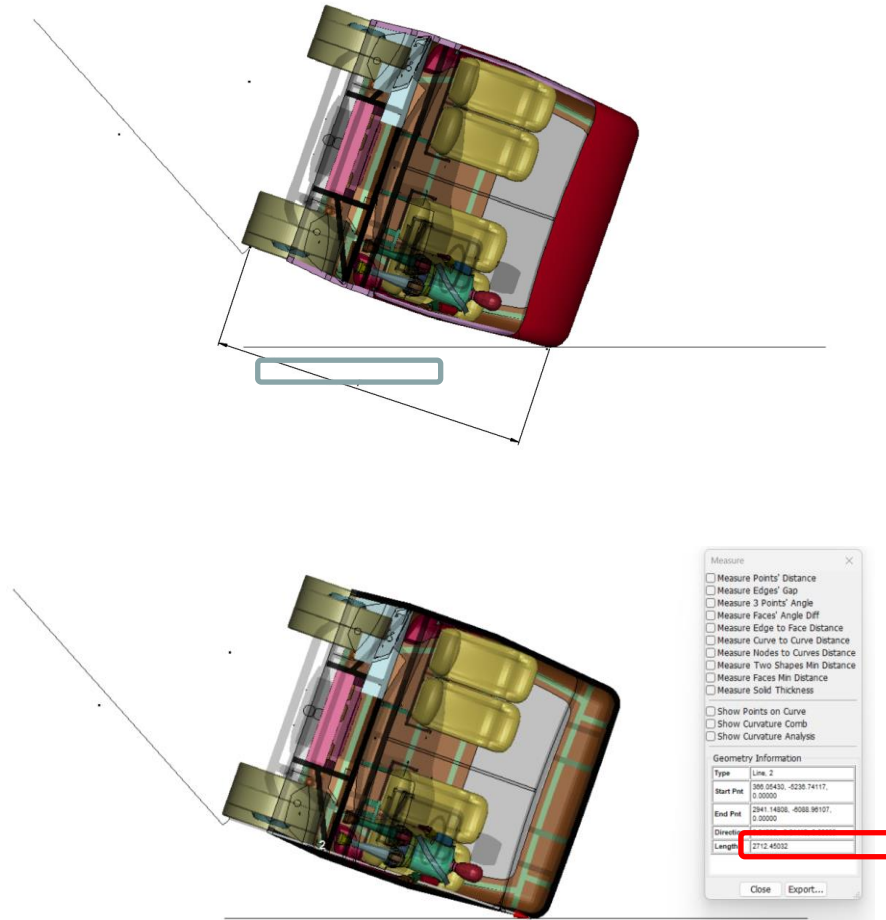 Measure
Measure Points' Distance
Measure Edges' Gap
Measure 3 Points' Angle
Measure Faces' Angle Diff
Measure Edge to Face Distance
Measure Curve to Curve Distance
Measure Nodes to Curves Distance
Measure Two Shapes Min Distance
Measure Faces Min Distance
Measure Solid Thickness
Show Points on Curve
Show Curvature Comb
Show Curvature Analysis
Geometry Information
Type Line, 2
Start Pnt 366.05430, -5236.74117, 0.00000
End Pnt 2941.14808, -6088.96107, 0.00000
Length 2712.45032
2
Close Export...